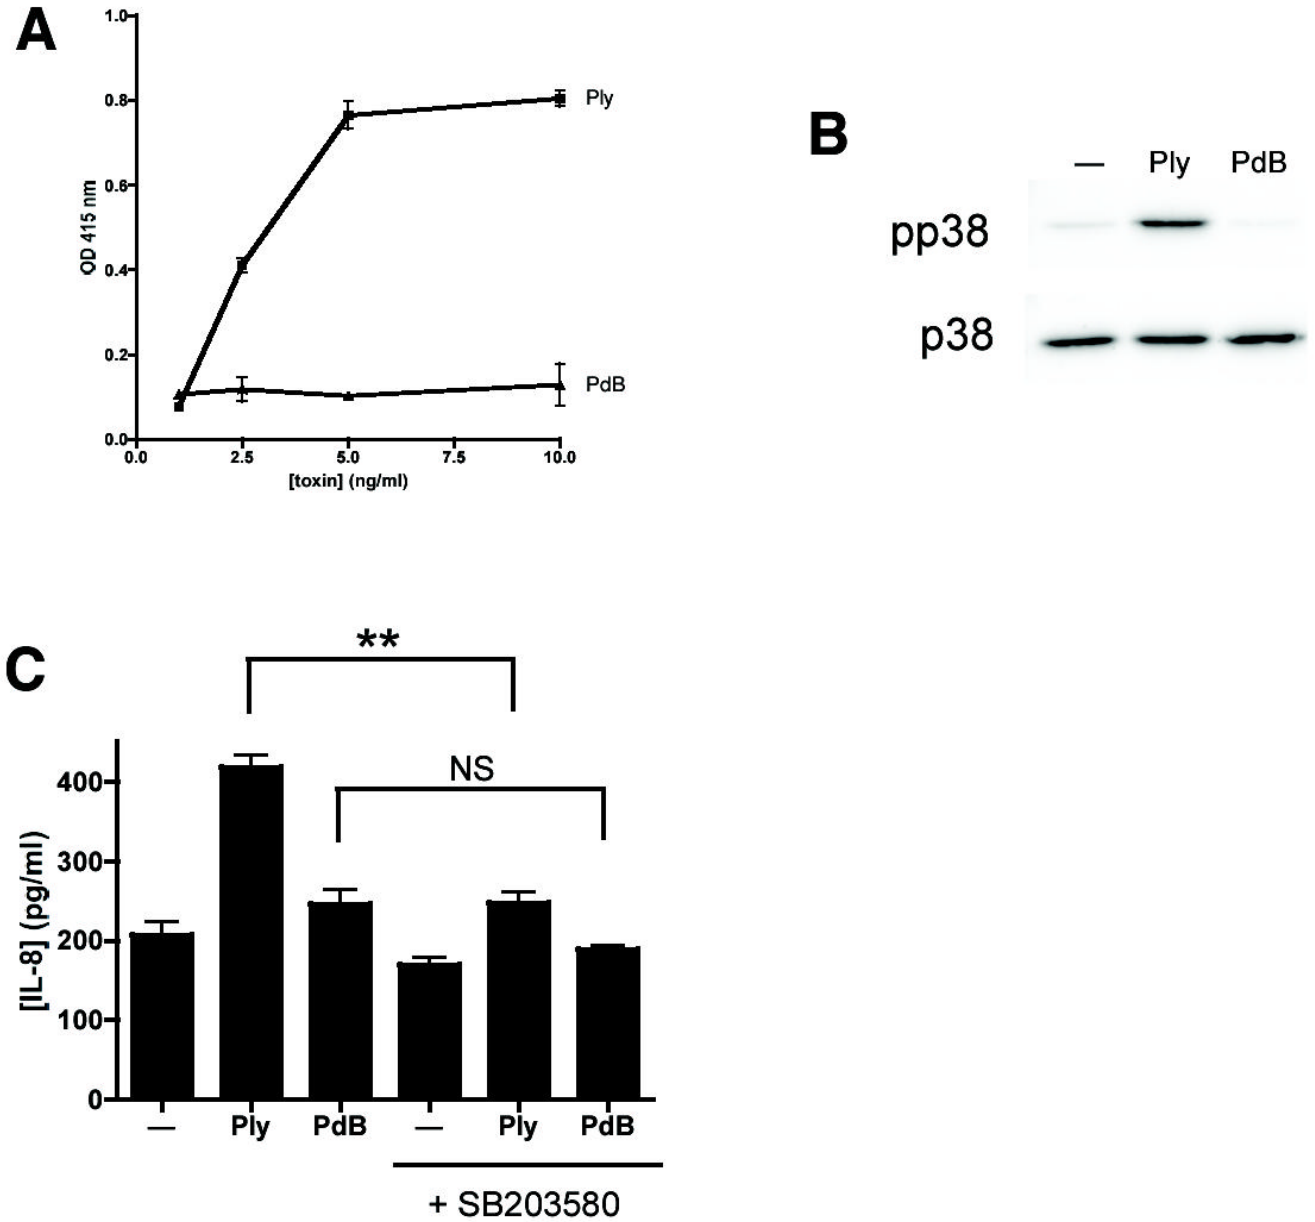 A
1.0
0.8
0.6
0.4
0.2
0.0
OD 415 nm
Ply
PdB
0.0 2.5 5.0 7.5 10.0
[toxin] (ng/ml)
B
— Ply PdB
pp38
p38
C
**
NS
400
300
200
100
0
[IL-8] (pg/ml)
— Ply PdB — Ply PdB
+ SB203580